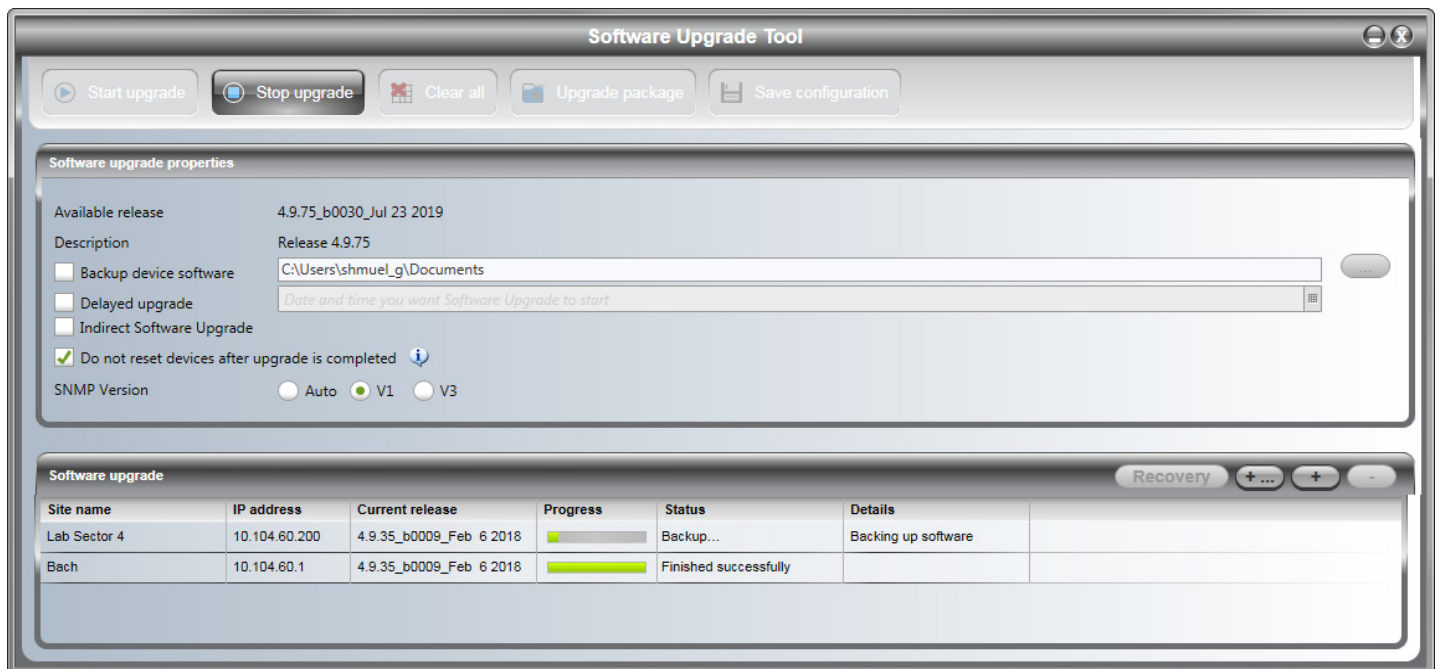 Software Upgrade Tool
Start upgrade Stop upgrade Clear all Upgrade package Save configuration
Software upgrade properties
Available release 4.9.75_b0030_Jul 23 2019
Description Release 4.9.75
Backup device software C:\Users\shmuel_g\Documents ...
Delayed upgrade Date and time you want Software Upgrade to start
Indirect Software Upgrade
Do not reset devices after upgrade is completed
SNMP Version Auto V1 V3
Software upgrade Recovery + ... + -
Site name IP address Current release Progress Status Details
Lab Sector 4 10.104.60.200 4.9.35_b0009_Feb 6 2018 Backup... Backing up software
Bach 10.104.60.1 4.9.35_b0009_Feb 6 2018 Finished successfully